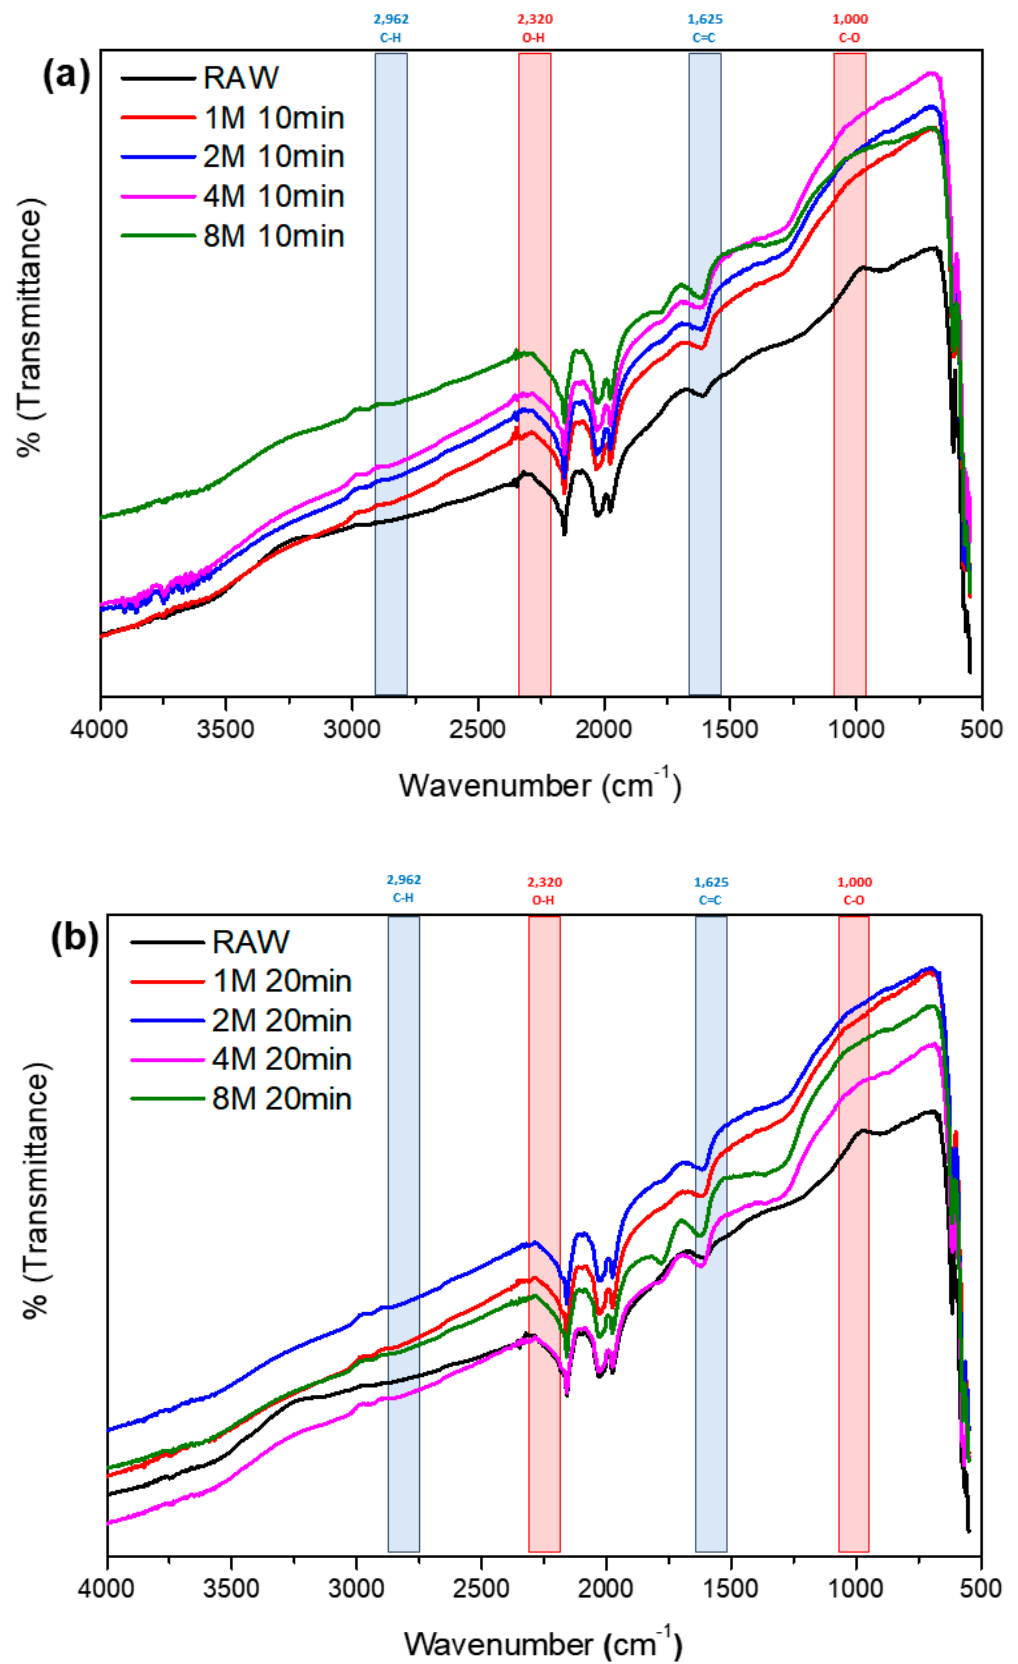 2,962 2,320 1,625 1,000
C-H O-H C=C C-O
(a)
RAW
1M 10min
2M 10min
4M 10min
8M 10min
% (Transmittance)
4000 3500 3000 2500 2000 1500 1000 500
Wavenumber (cm-1)
2,962 2,320 1,625 1,000
C-H O-H C=C C-O
(b)
RAW
1M 20min
2M 20min
4M 20min
8M 20min
% (Transmittance)
4000 3500 3000 2500 2000 1500 1000 500
Wavenumber (cm-1)